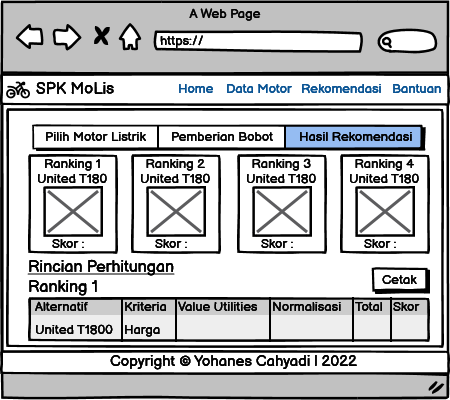 A Web Page
https://
SPK MoLis Home Data Motor Rekomendasi Bantuan
Pilih Motor Listrik Pemberian Bobot Hasil Rekomendasi
Ranking 1 Ranking 2 Ranking 3 Ranking 4
United T180 United T180 United T180 United T180
Skor : Skor : Skor : Skor :
Rincian Perhitungan
Cetak
Ranking 1
Alternatif Kriteria Value Utilities Normalisasi Total Skor
United T1800 Harga
Copyright © Yohanes Cahyadi | 2022